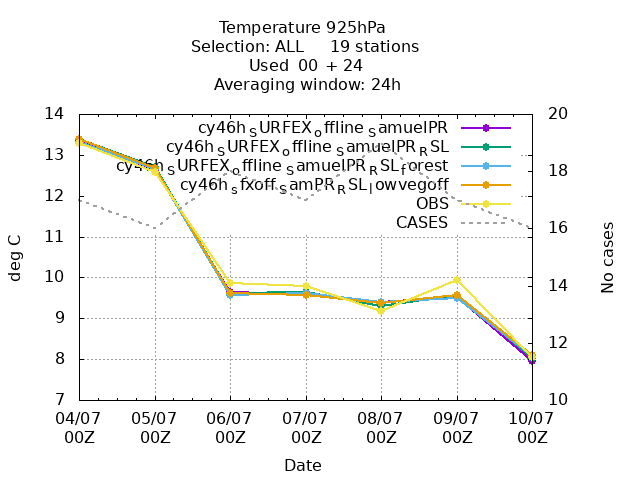 Temperature 925hPa
Selection: ALL 19 stations
Used 00 + 24
Averaging window: 24h
14
13
12
11
10
9
8
7
20
18
16
14
12
10
cy46h_SURFEX_offline_SamuelPR
cy46h_SURFEX_offline_SamuelPR_RSL
cy46h_SURFEX_offline_SamuelPR_RSL_forest
cy46h_sfxoff_SamPR_RSL_lowvegoff
OBS
CASES
deg C
No cases
04/07 05/07 06/07 07/07 08/07 09/07 10/07
00Z 00Z 00Z 00Z 00Z 00Z 00Z
Date